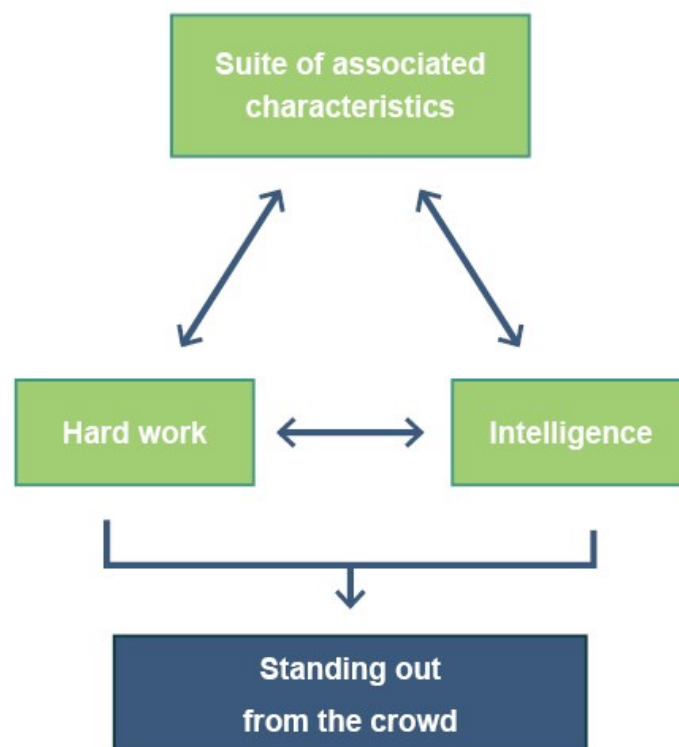 Suite of associated
characteristics
Hard work
Intelligence
Standing out
from the crowd